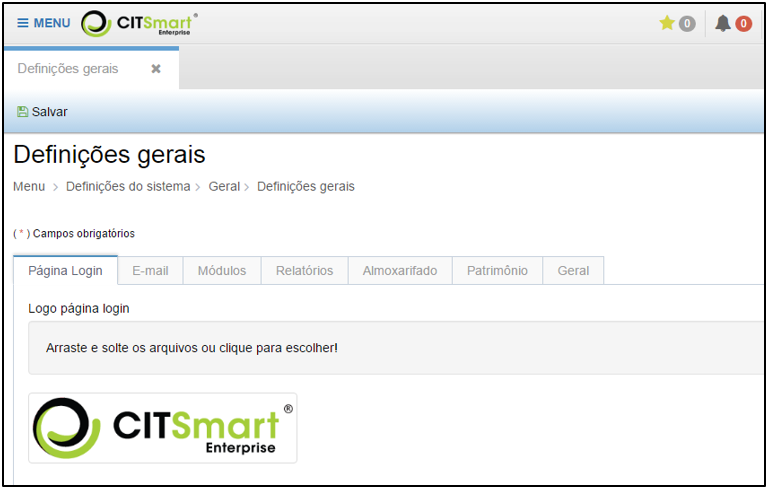 MENU CITSmart® Enterprise 0 0
Definições gerais ✖
Salvar
Definições gerais
Menu > Definições do sistema > Geral > Definições gerais
( * ) Campos obrigatórios
Página Login E-mail Módulos Relatórios Almoxarifado Patrimônio Geral
Logo página login
Arraste e solte os arquivos ou clique para escolher!
CITSmart®
Enterprise